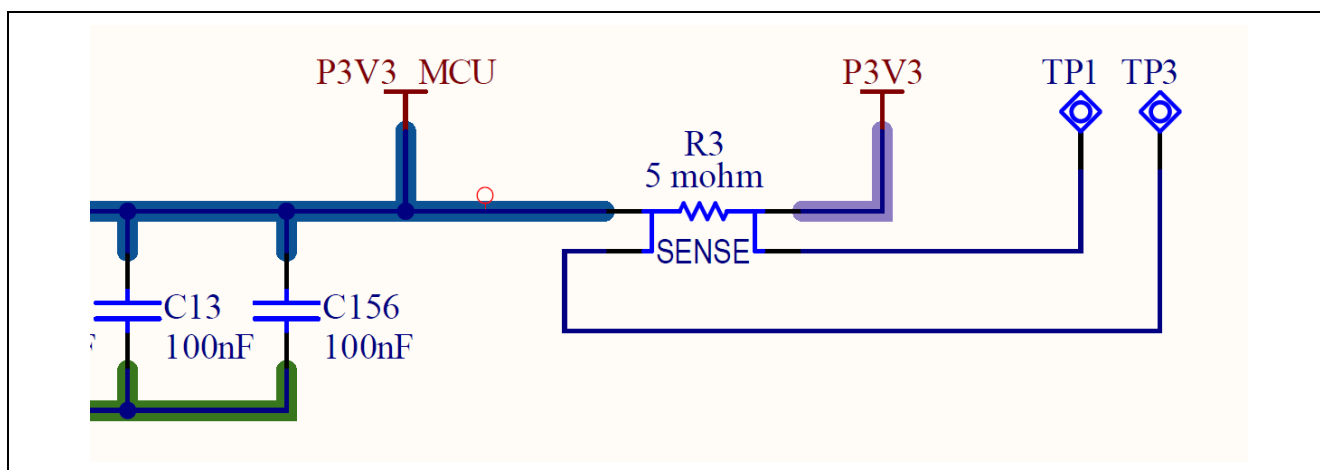 P3V3_MCU
P3V3
TP1 TP3
R3
5 mohm
SENSE
C13
100nF
C156
100nF